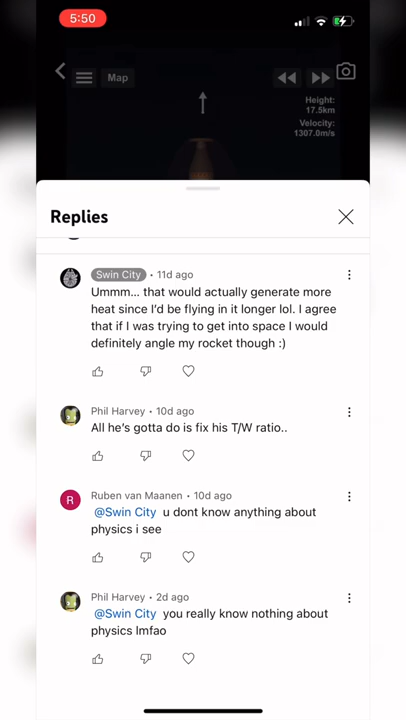 5:50
Map
Height:
17.5km
Velocity:
1307.0m/s
Replies
Swin City • 11d ago
Ummm... that would actually generate more
heat since I'd be flying in it longer lol. I agree
that if I was trying to get into space I would
definitely angle my rocket though :)
Phil Harvey • 10d ago
All he's gotta do is fix his T/W ratio..
R
Ruben van Maanen • 10d ago
@Swin City u dont know anything about
physics i see
Phil Harvey • 2d ago
@Swin City you really know nothing about
physics lmfao